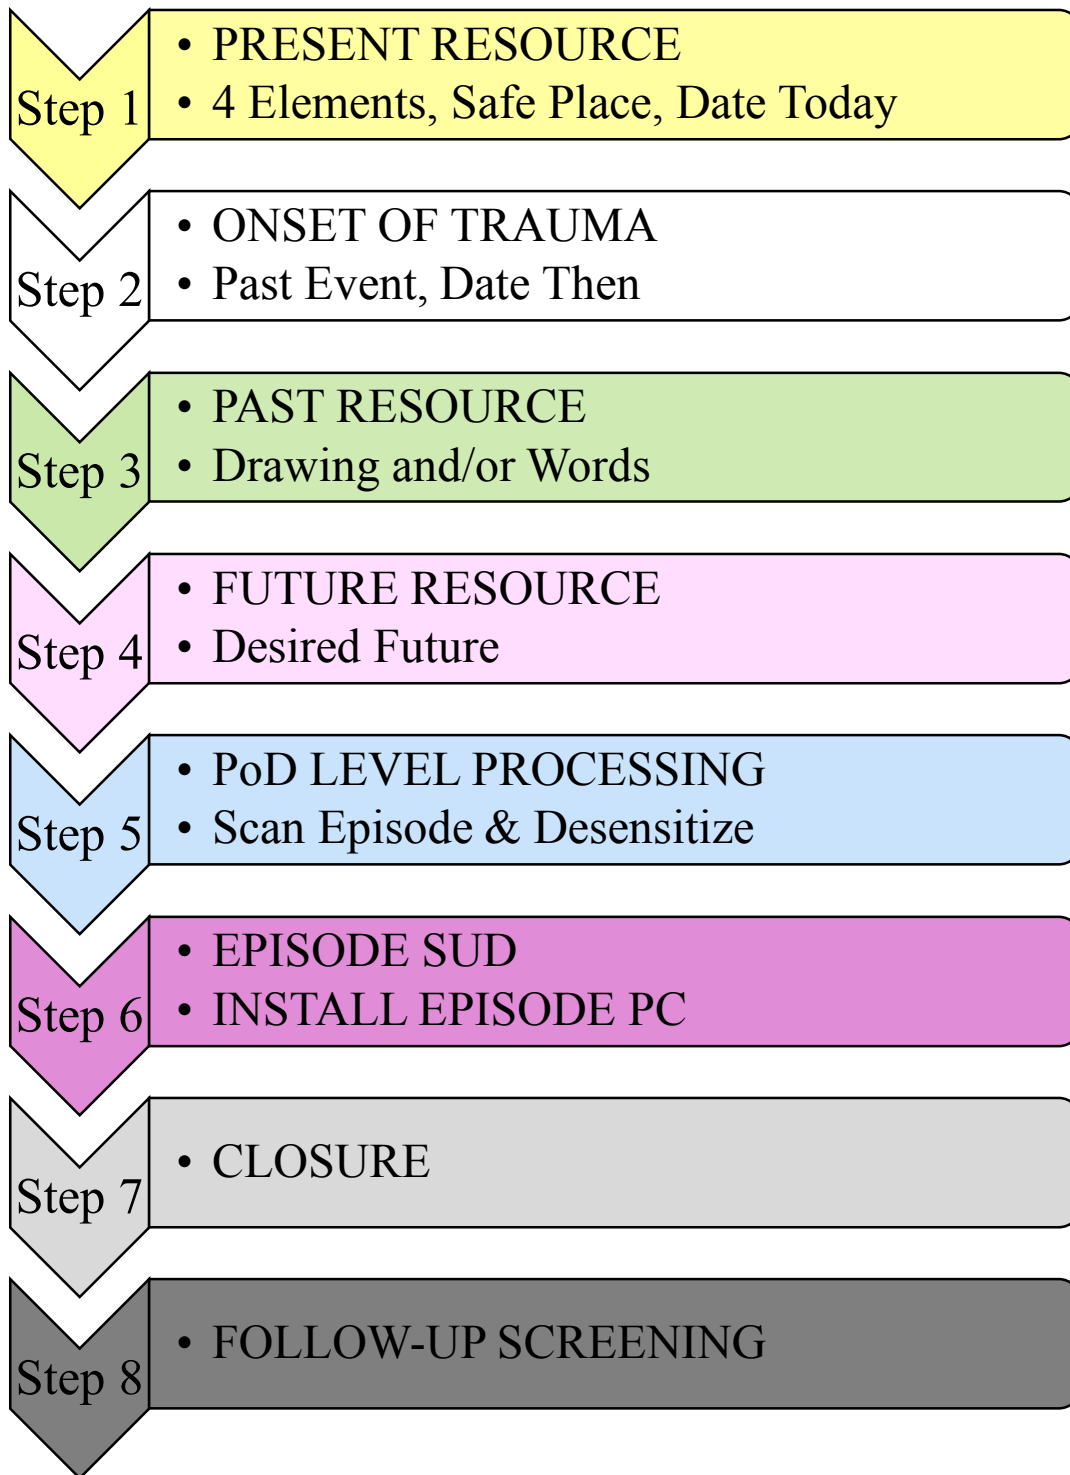 Step 1
• PRESENT RESOURCE
• 4 Elements, Safe Place, Date Today
Step 2
• ONSET OF TRAUMA
• Past Event, Date Then
Step 3
• PAST RESOURCE
• Drawing and/or Words
Step 4
• FUTURE RESOURCE
• Desired Future
Step 5
• PoD LEVEL PROCESSING
• Scan Episode & Desensitize
Step 6
• EPISODE SUD
• INSTALL EPISODE PC
Step 7
• CLOSURE
Step 8
• FOLLOW-UP SCREENING